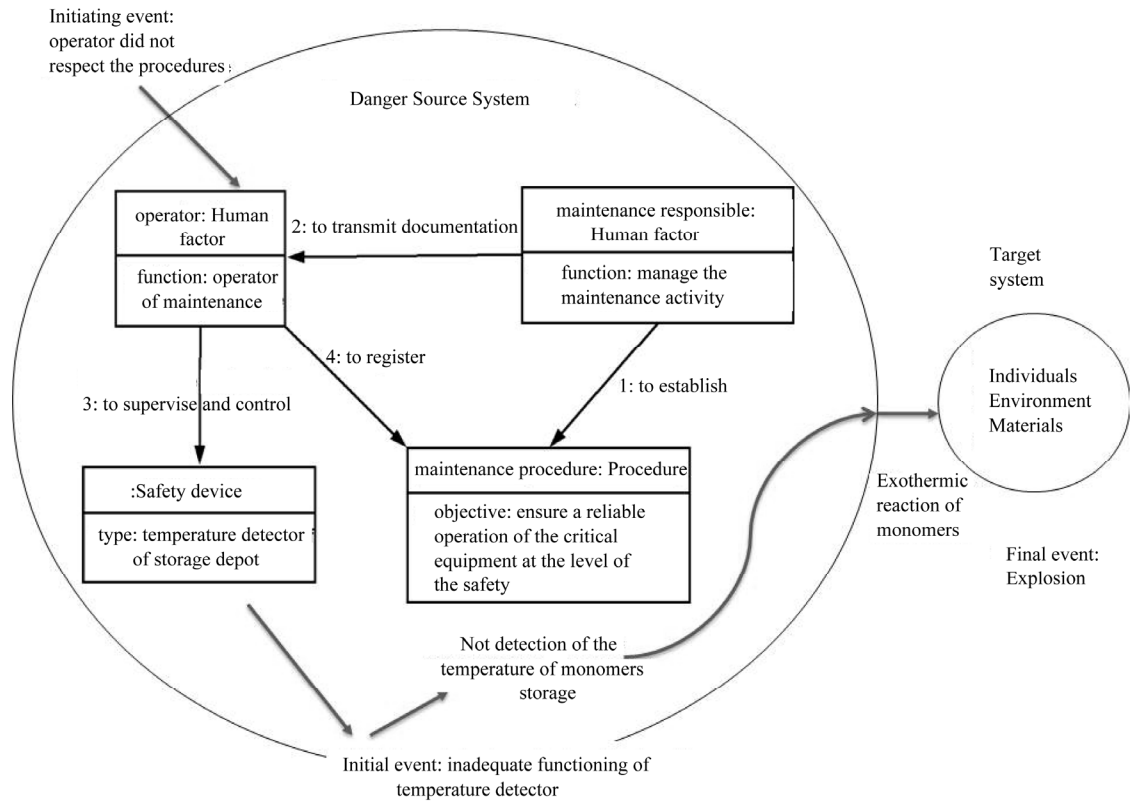 Initiating event:
operator did not
respect the procedures:
Danger Source System
operator: Human
factor
function: operator
of maintenance
2: to transmit documentation
maintenance responsible:
Human factor
function: manage the
maintenance activity
Target
system
4: to register
1: to establish
3: to supervise and control
Individuals
Environment
Materials
:Safety device
type: temperature detector
of storage depot
maintenance procedure: Procedure
objective: ensure a reliable
operation of the critical
equipment at the level of
the safety
Exothermic
reaction of
monomers
Final event:
Explosion
Not detection of the
temperature of monomers
storage
Initial event: inadequate functioning of
temperature detector